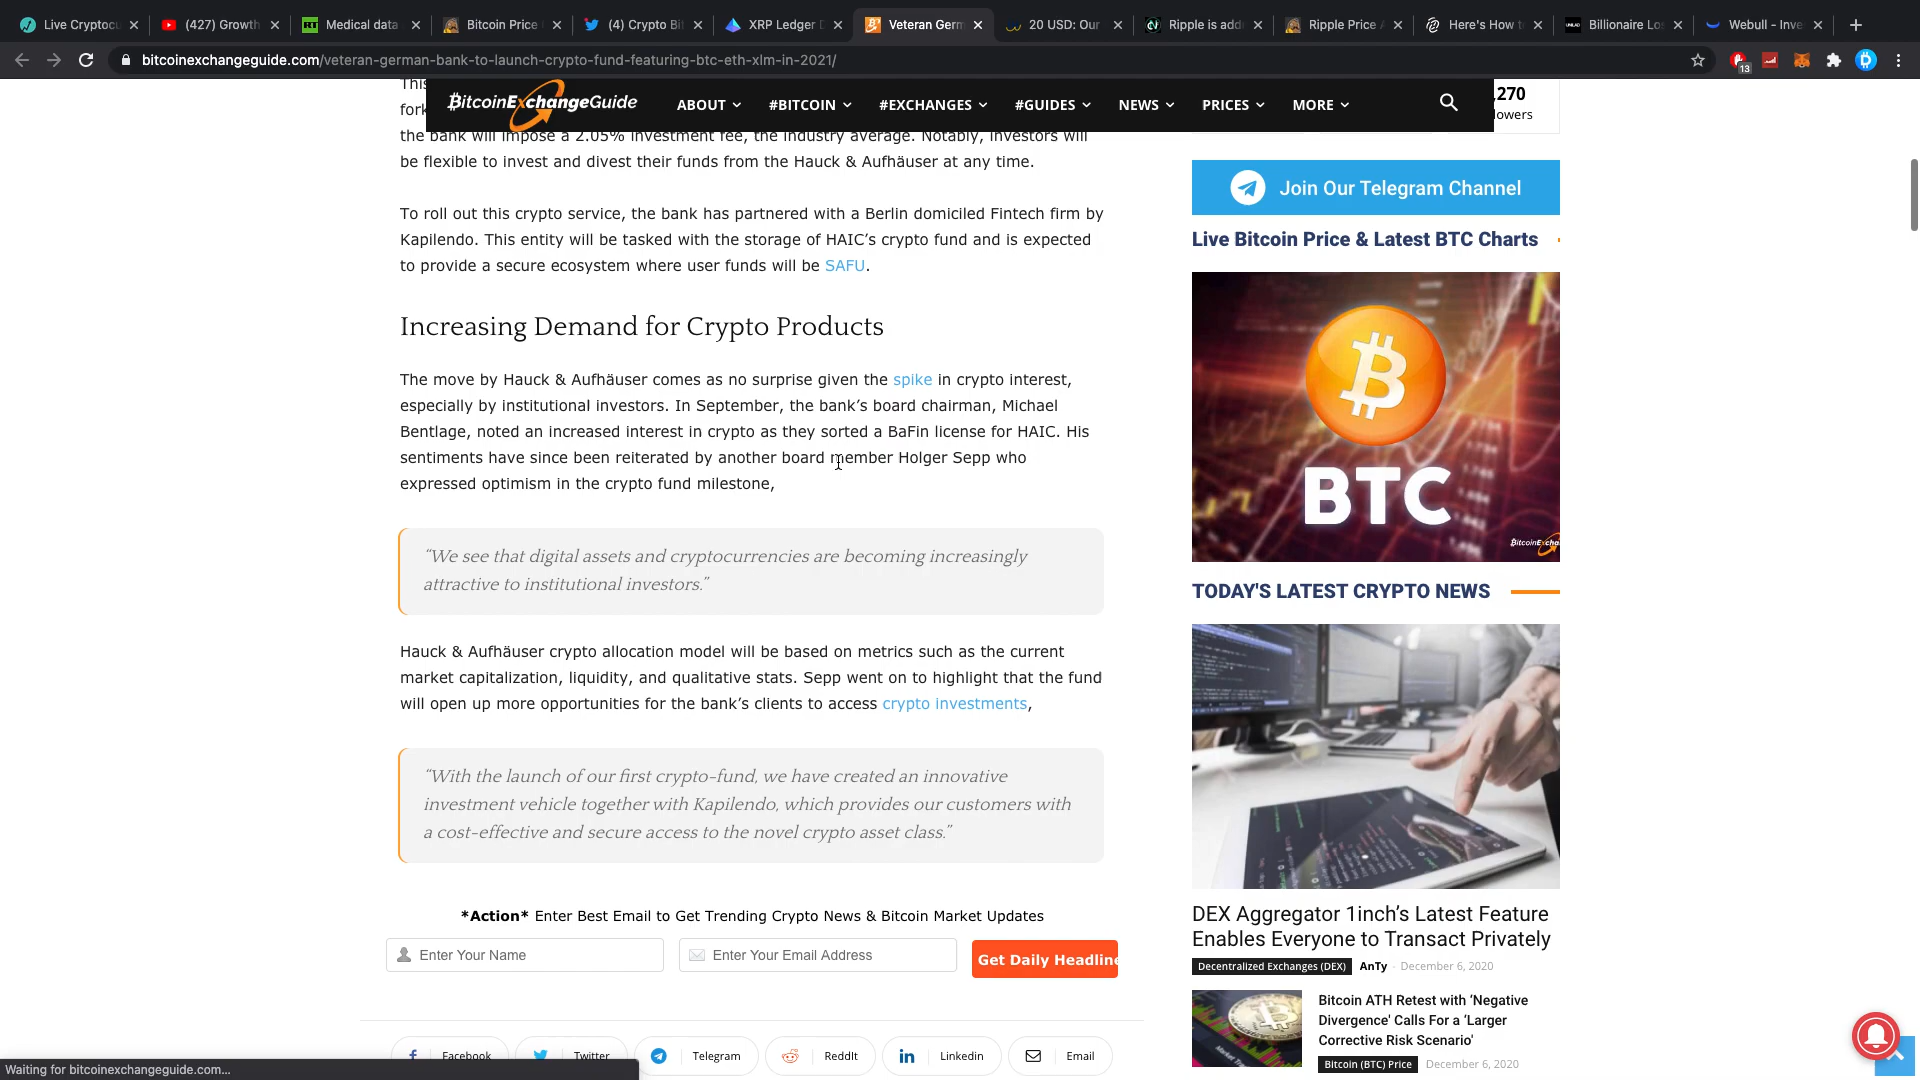 Live Cryptocu
(427) Growth
Medical data
Bitcoin Price
(4) Crypto Bit
XRP Ledger D
Veteran Germ
20 USD: Our
Ripple is add
Ripple Price A
Here's How t
Billionaire Lo
Webull - Inve
bitcoinexchangeguide.com/veteran-german-bank-to-launch-crypto-fund-featuring-btc-eth-xlm-in-2021/
13
BitcoinExchangeGuide
ABOUT
#BITCOIN
#EXCHANGES
#GUIDES
NEWS
PRICES
MORE
,270
lowers
This
fork
the bank will impose a 2.05% investment fee, the industry average. Notably, investors will
be flexible to invest and divest their funds from the Hauck & Aufhäuser at any time.
To roll out this crypto service, the bank has partnered with a Berlin domiciled Fintech firm by
Kapilendo. This entity will be tasked with the storage of HAIC’s crypto fund and is expected
to provide a secure ecosystem where user funds will be SAFU.
Increasing Demand for Crypto Products
The move by Hauck & Aufhäuser comes as no surprise given the spike in crypto interest,
especially by institutional investors. In September, the bank’s board chairman, Michael
Bentlage, noted an increased interest in crypto as they sorted a BaFin license for HAIC. His
sentiments have since been reiterated by another board member Holger Sepp who
expressed optimism in the crypto fund milestone,
“We see that digital assets and cryptocurrencies are becoming increasingly
attractive to institutional investors.”
Hauck & Aufhäuser crypto allocation model will be based on metrics such as the current
market capitalization, liquidity, and qualitative stats. Sepp went on to highlight that the fund
will open up more opportunities for the bank’s clients to access crypto investments,
“With the launch of our first crypto-fund, we have created an innovative
investment vehicle together with Kapilendo, which provides our customers with
a cost-effective and secure access to the novel crypto asset class.”
*Action* Enter Best Email to Get Trending Crypto News & Bitcoin Market Updates
Enter Your Name
Enter Your Email Address
Get Daily Headline
Facebook
Twitter
Telegram
ReddIt
Linkedin
Email
Waiting for bitcoinexchangeguide.com...
Join Our Telegram Channel
Live Bitcoin Price & Latest BTC Charts
BTC
BitcoinExcha
TODAY'S LATEST CRYPTO NEWS
DEX Aggregator 1inch’s Latest Feature
Enables Everyone to Transact Privately
Decentralized Exchanges (DEX)
AnTy - December 6, 2020
Bitcoin ATH Retest with ‘Negative
Divergence' Calls For a ‘Larger
Corrective Risk Scenario'
Bitcoin (BTC) Price
December 6, 2020